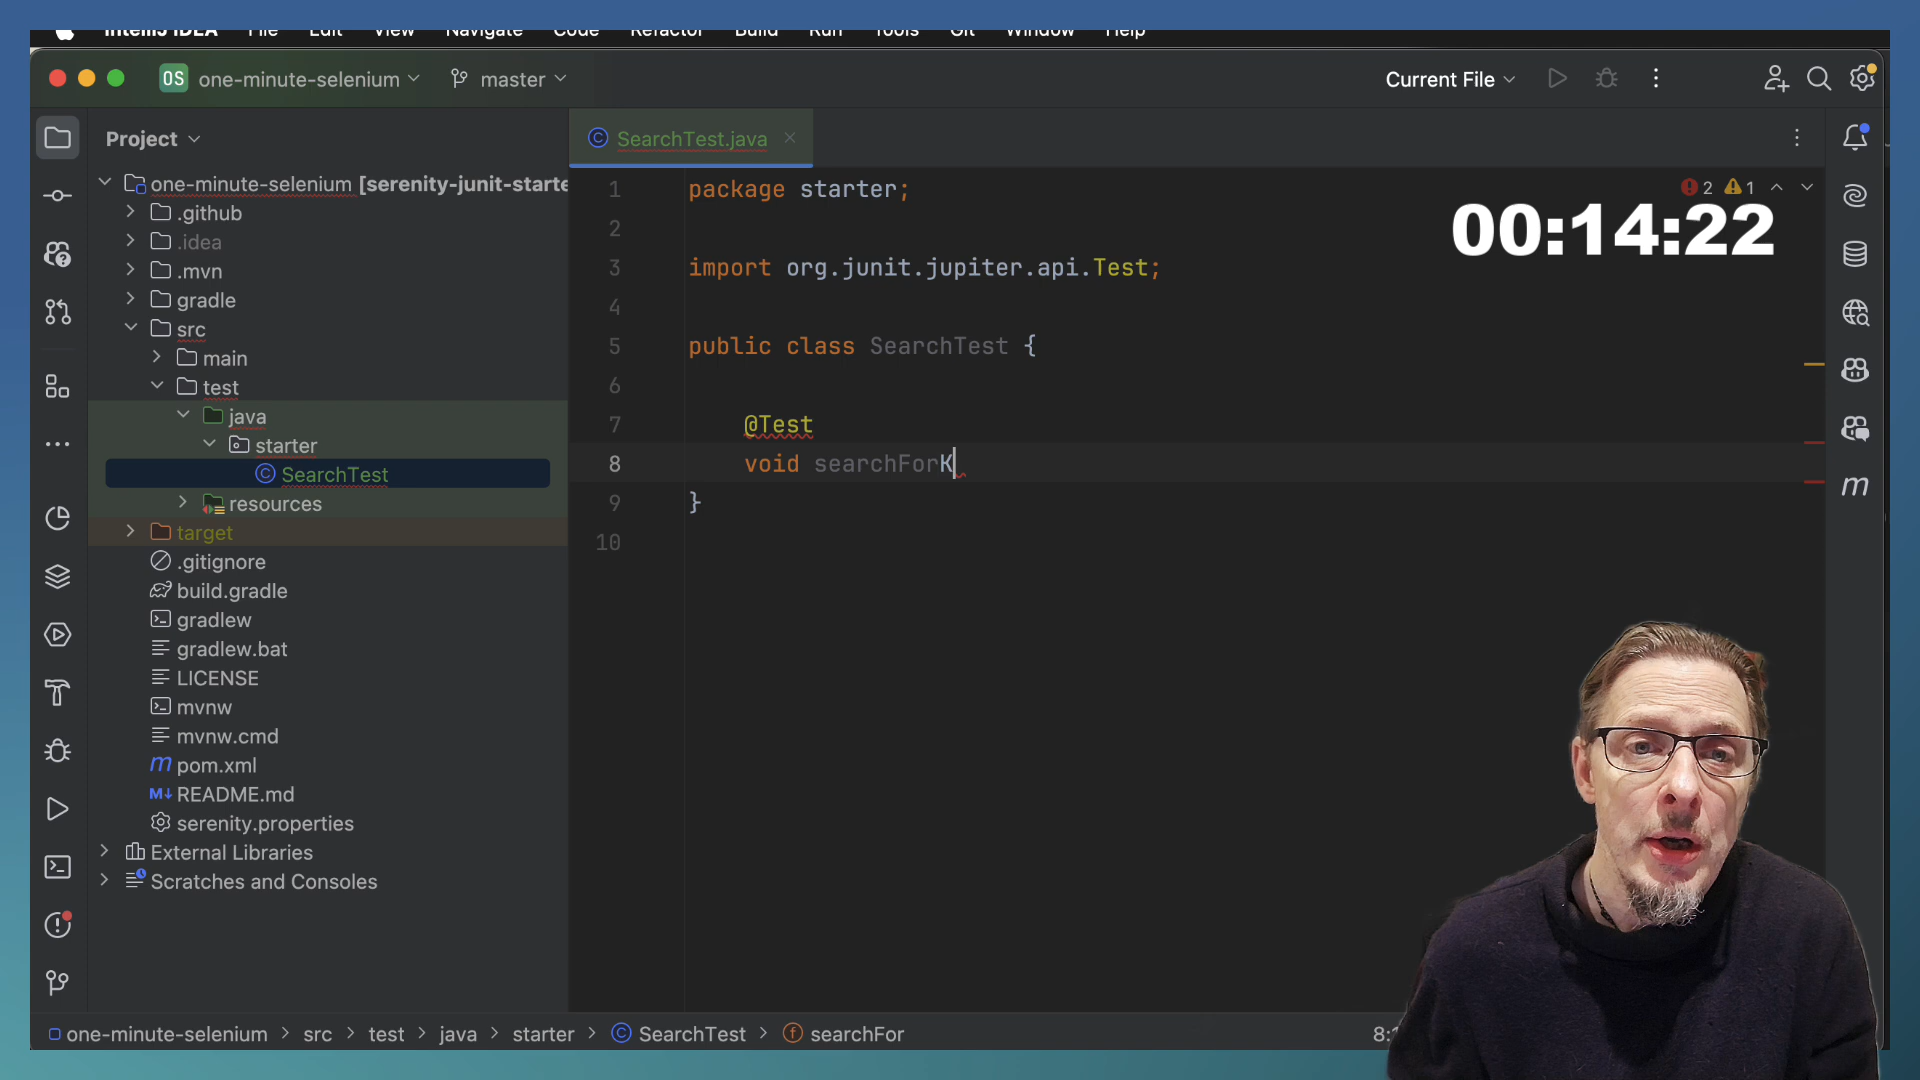 IntelliJ IDEA File Edit View Navigate Code Refactor Build Run Tools Git Window Help
OS one-minute-selenium master Current File
Project
SearchTest.java
one-minute-selenium [serenity-junit-starte
.github
.idea
.mvn
gradle
src
main
test
java
starter
SearchTest
resources
target
.gitignore
build.gradle
gradlew
gradlew.bat
LICENSE
mvnw
mvnw.cmd
pom.xml
README.md
serenity.properties
External Libraries
Scratches and Consoles
1 package starter;
2
3 import org.junit.jupiter.api.Test;
4
5 public class SearchTest {
6
7 @Test
8 void searchForK
9 }
10
2 1
00:14:22
one-minute-selenium > src > test > java > starter > SearchTest > searchFor